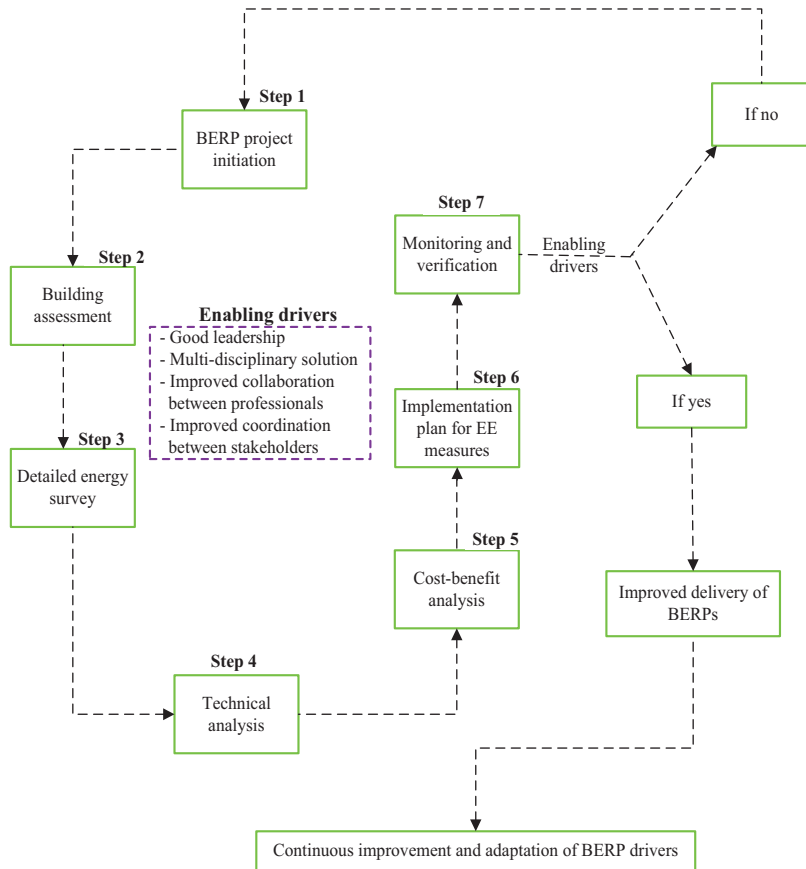 Step 1
BERP project
initiation
If no
Step 2
Building
assessment
Step 7
Monitoring and
verification
Enabling
drivers
Enabling drivers
- Good leadership
- Multi-disciplinary solution
- Improved collaboration
between professionals
- Improved coordination
between stakeholders
Step 3
Detailed energy
survey
Step 6
Implementation
plan for EE
measures
If yes
Step 5
Cost-benefit
analysis
Improved delivery of
BERPs
Step 4
Technical
analysis
Continuous improvement and adaptation of BERP drivers